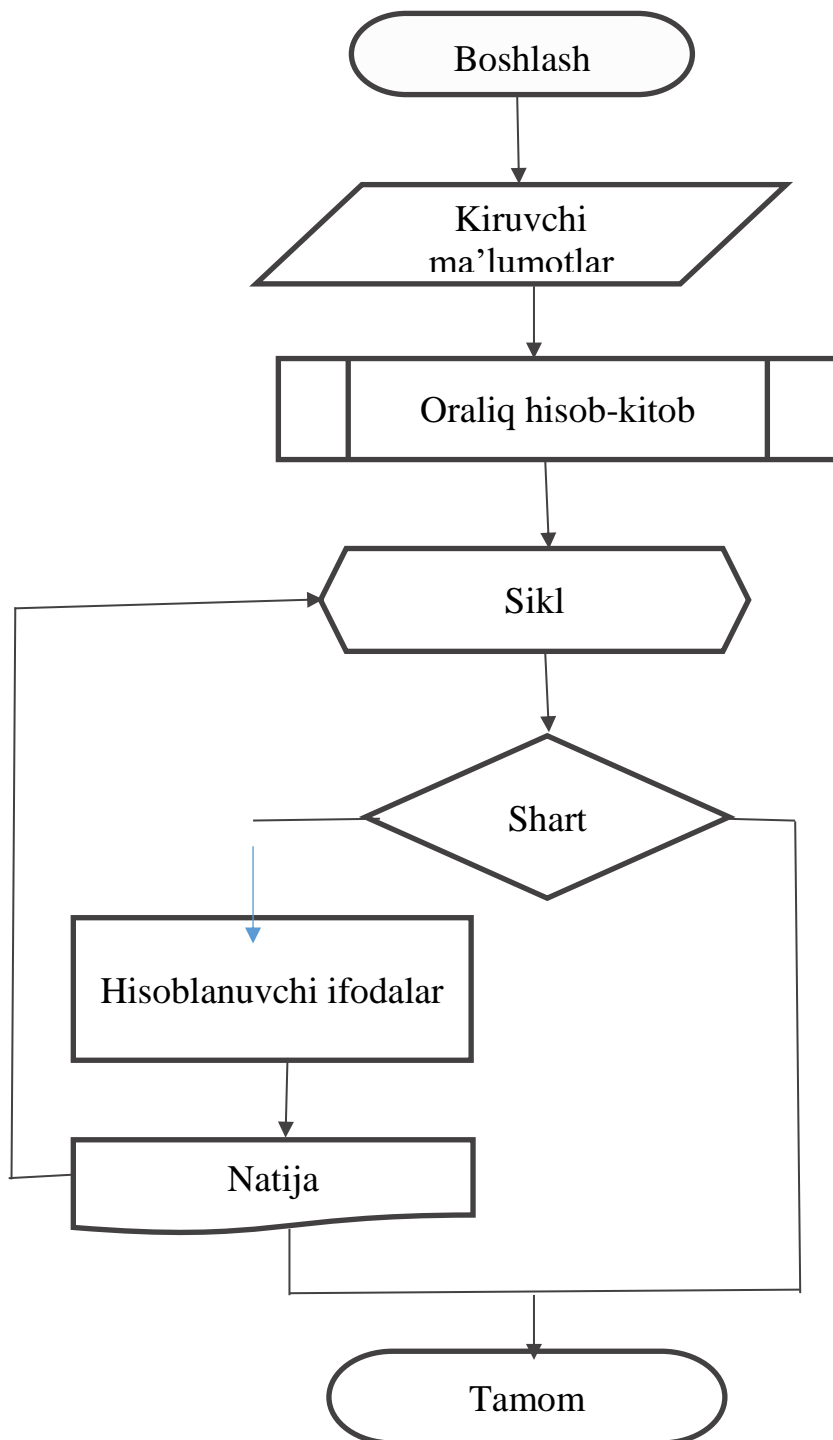 Boshlash
Kiruvchi
ma’lumotlar
Oraliq hisob-kitob
Sikl
Shart
Hisoblanuvchi ifodalar
Natija
Tamom